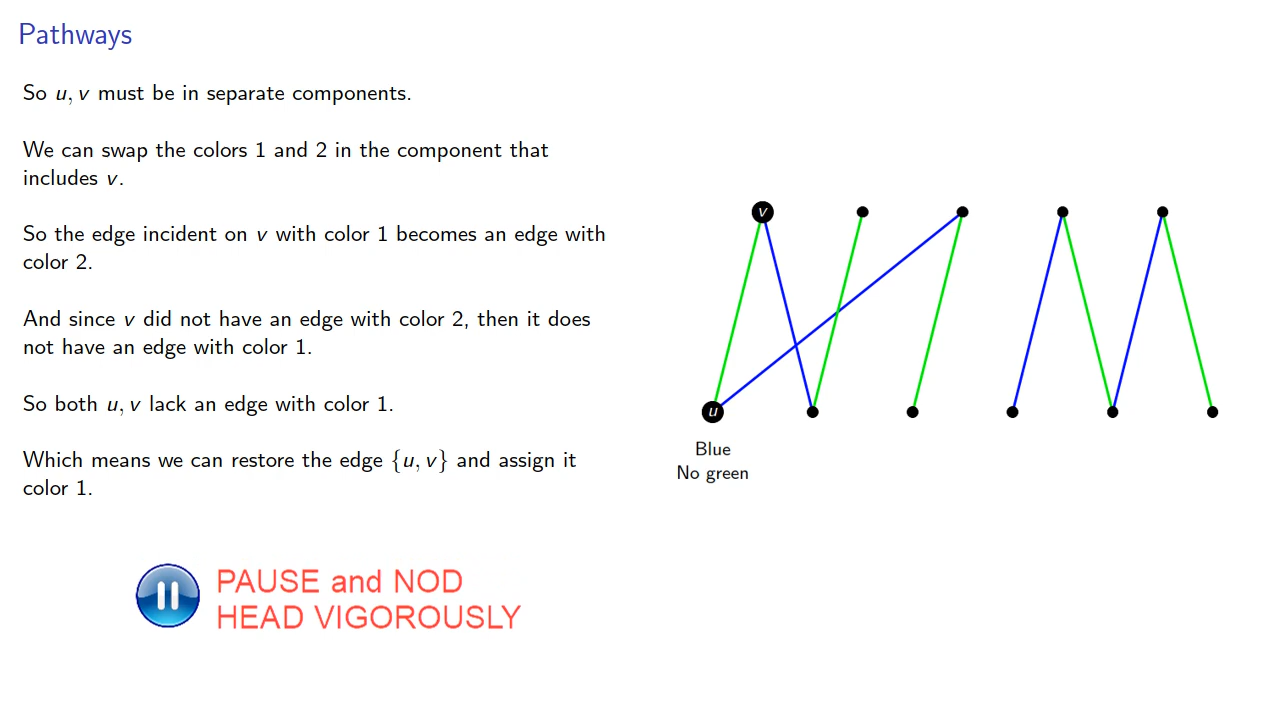 Pathways
So u, v must be in separate components.
We can swap the colors 1 and 2 in the component that
includes v.
So the edge incident on v with color 1 becomes an edge with
color 2.
And since v did not have an edge with color 2, then it does
not have an edge with color 1.
So both u, v lack an edge with color 1.
Which means we can restore the edge {u, v} and assign it
color 1.
PAUSE and NOD
HEAD VIGOROUSLY
v
u
Blue
No green